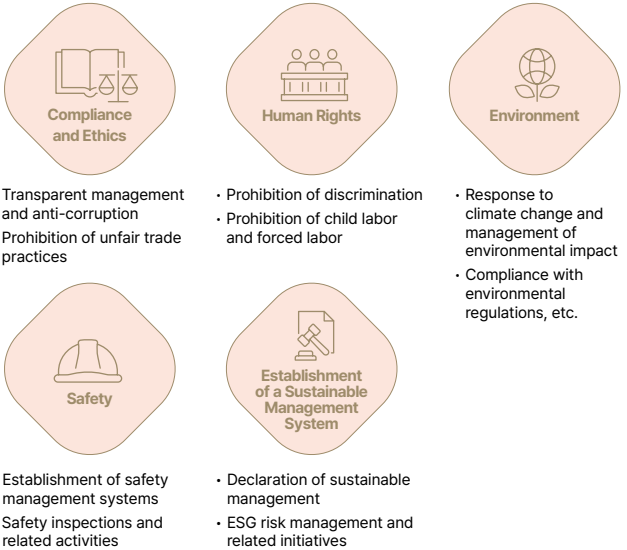 Compliance
and Ethics
Transparent management
and anti-corruption
Prohibition of unfair trade
practices
Human Rights
• Prohibition of discrimination
• Prohibition of child labor
and forced labor
Environment
• Response to
climate change and
management of
environmental impact
• Compliance with
environmental
regulations, etc.
Safety
Establishment of safety
management systems
Safety inspections and
related activities
Establishment
of a Sustainable
Management
System
• Declaration of sustainable
management
• ESG risk management and
related initiatives